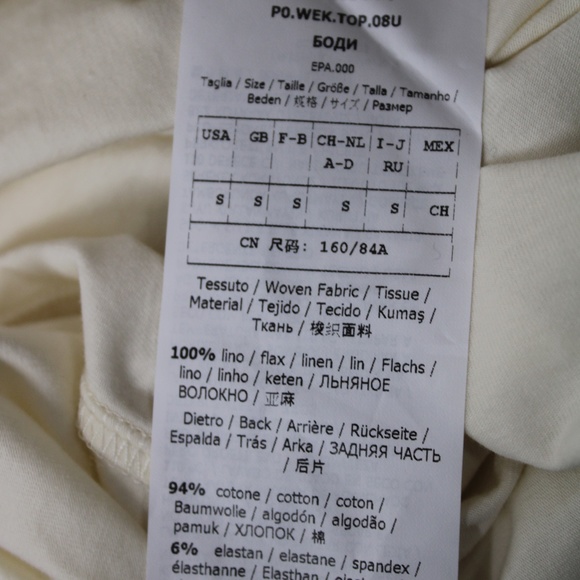 P0.WEK.TOP.08U
БОДИ
EPA.000
Taglia / Size / Taille / Größe / Talla / Tamanho /
Beden / 规格 / サイズ / Размер
USA GB F-B CH-NL I-J MEX
A-D RU
S S S S S CH
CN 尺码: 160/84A
Tessuto / Woven Fabric / Tissue /
Material / Tejido / Tecido / Kumaş /
Ткань / 梭织面料
100% lino / flax / linen / lin / Flachs /
lino / linho / keten / ЛЬНЯНОЕ
ВОЛОКНО / 亚麻
Dietro / Back / Arrière / Rückseite /
Espalda / Trás / Arka / ЗАДНЯЯ ЧАСТЬ
/ 后片
94% cotone / cotton / coton /
Baumwolle / algodón / algodão /
pamuk / ХЛОПОК / 棉
6% elastan / elastane / spandex /
élasthanne / Elasthan /